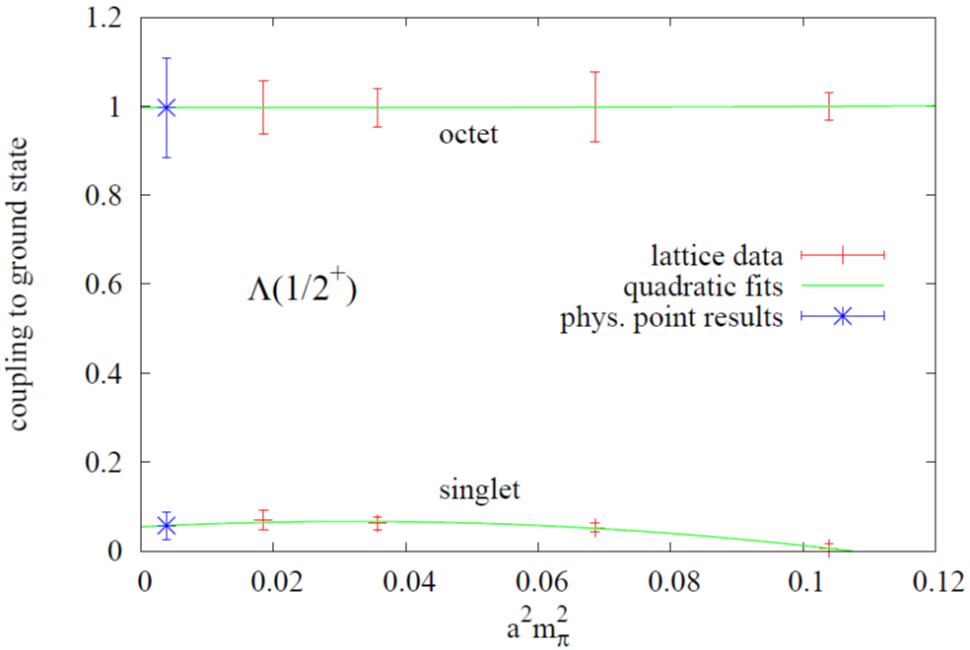 1.2
1
0.8
0.6
0.4
0.2
0
coupling to ground state
octet
Λ(1/2⁺)
lattice data
quadratic fits
phys. point results
singlet
0 0.02 0.04 0.06 0.08 0.1 0.12
a²m²π